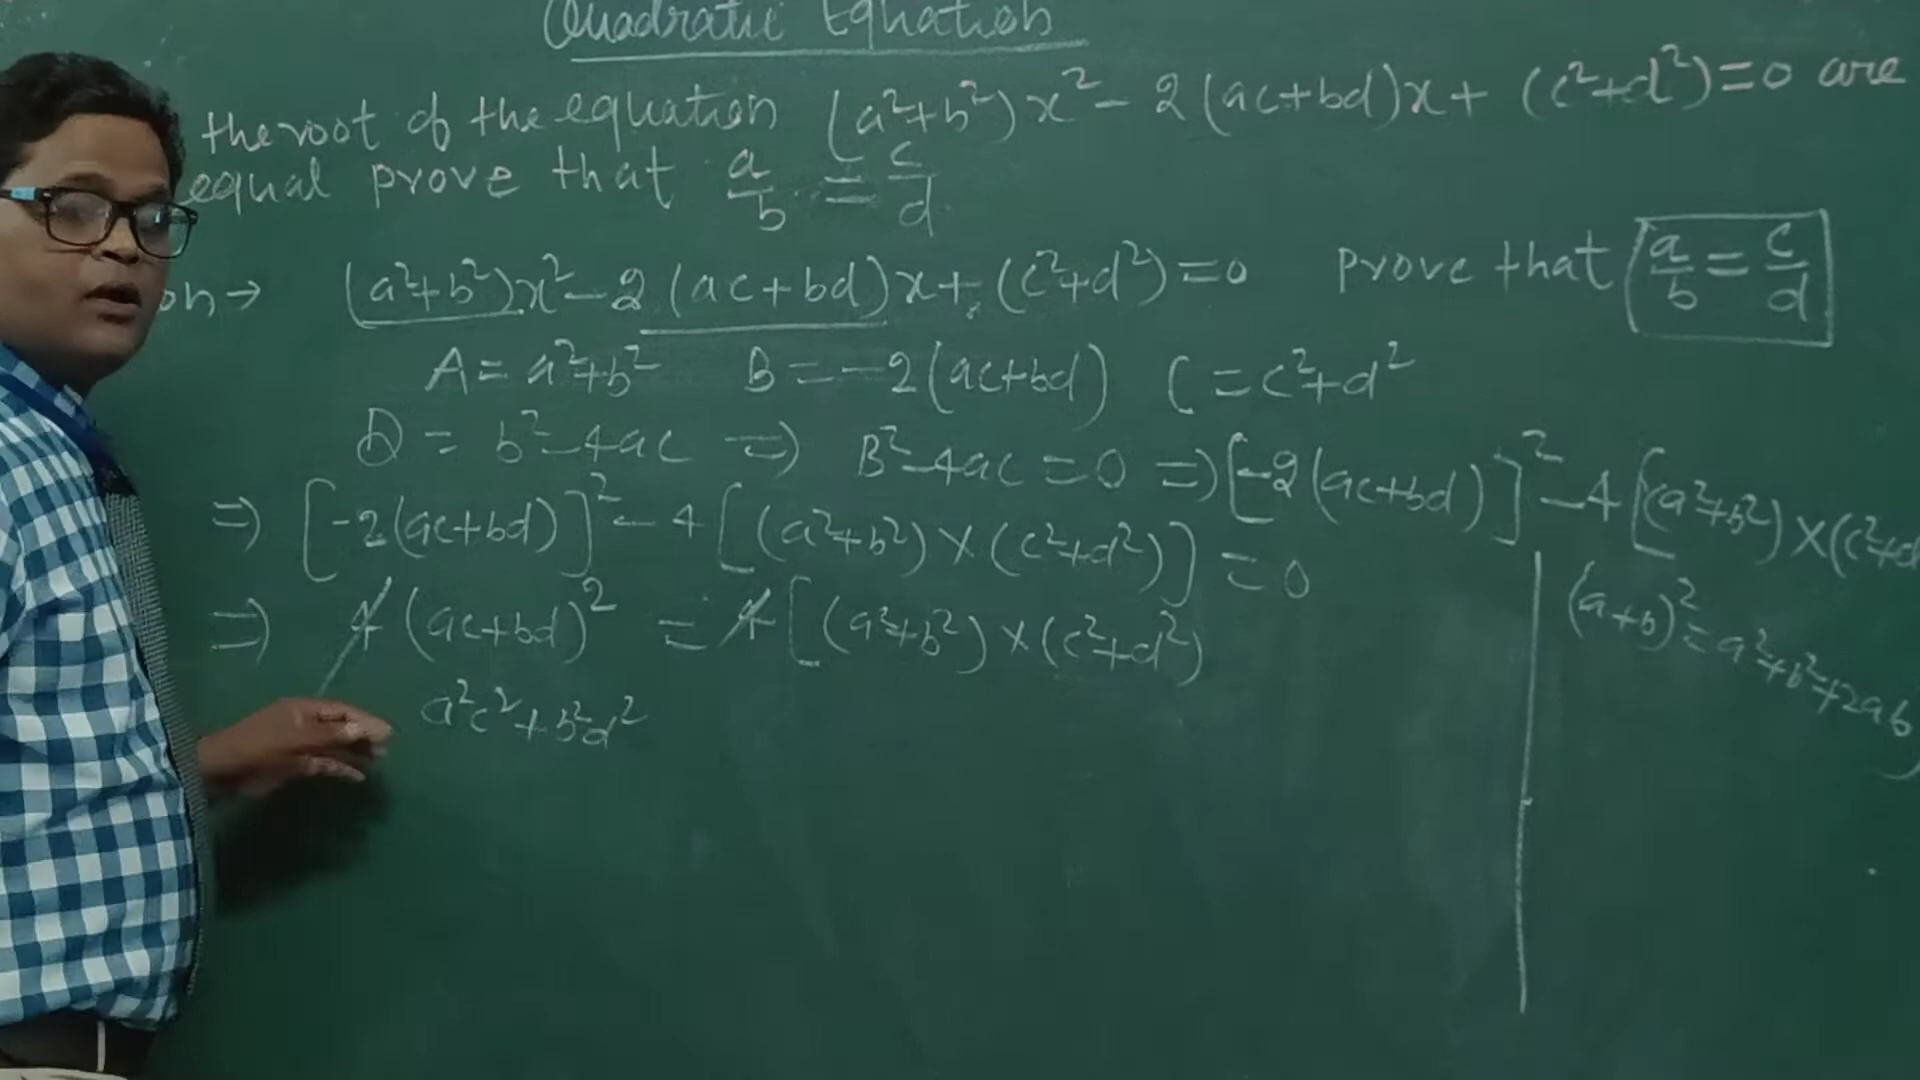 Quadratic Equation
the root of the equation (a²+b²)x² - 2(ac+bd)x + (c²+d²)=0 are
equal prove that a/b = c/d
on → (a²+b²)x² - 2(ac+bd)x + (c²+d²)=0 prove that a/b = c/d
A = a²+b² B = -2(ac+bd) C = c²+d²
D = b²-4ac ⇒ B²-4ac = 0 ⇒ [-2(ac+bd)]² - 4[(a²+b²)×(c²+d
⇒ [-2(ac+bd)]² - 4[(a²+b²)×(c²+d²)] = 0
⇒ 4(ac+bd)² = 4[(a²+b²)×(c²+d²)
a²c²+b²d²
(a+b)² = a²+b²+2ab